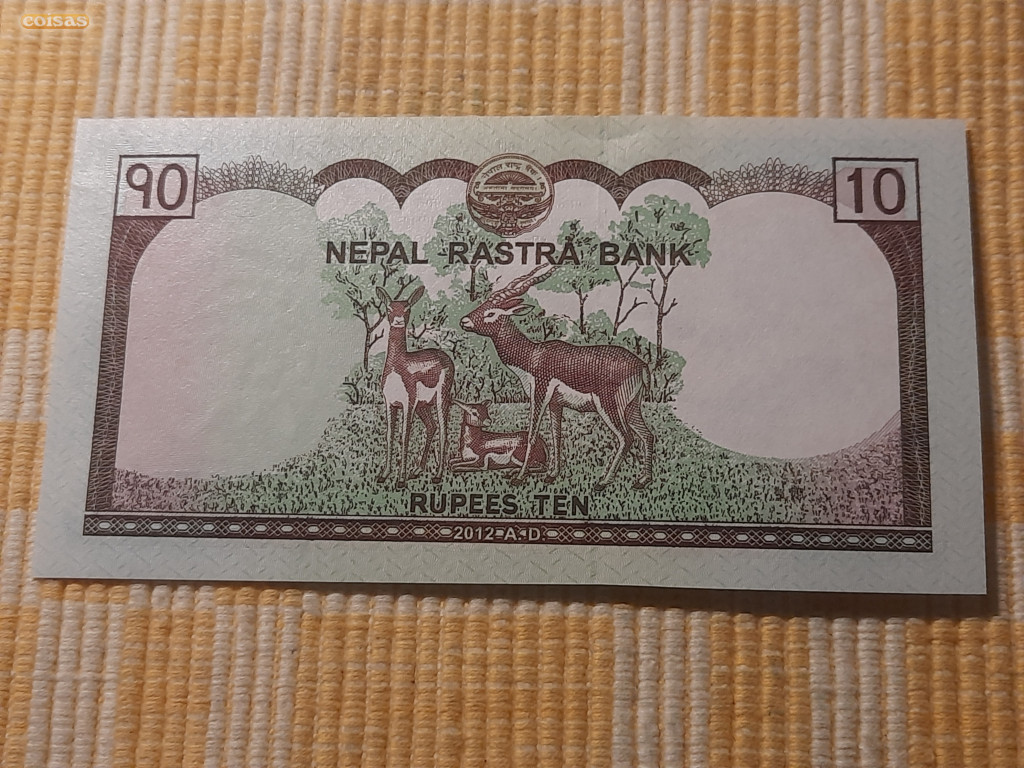 coisas
१० 10
नेपाल राष्ट्र बैंक
NEPAL RASTRA BANK
RUPEES TEN
2012 A.D